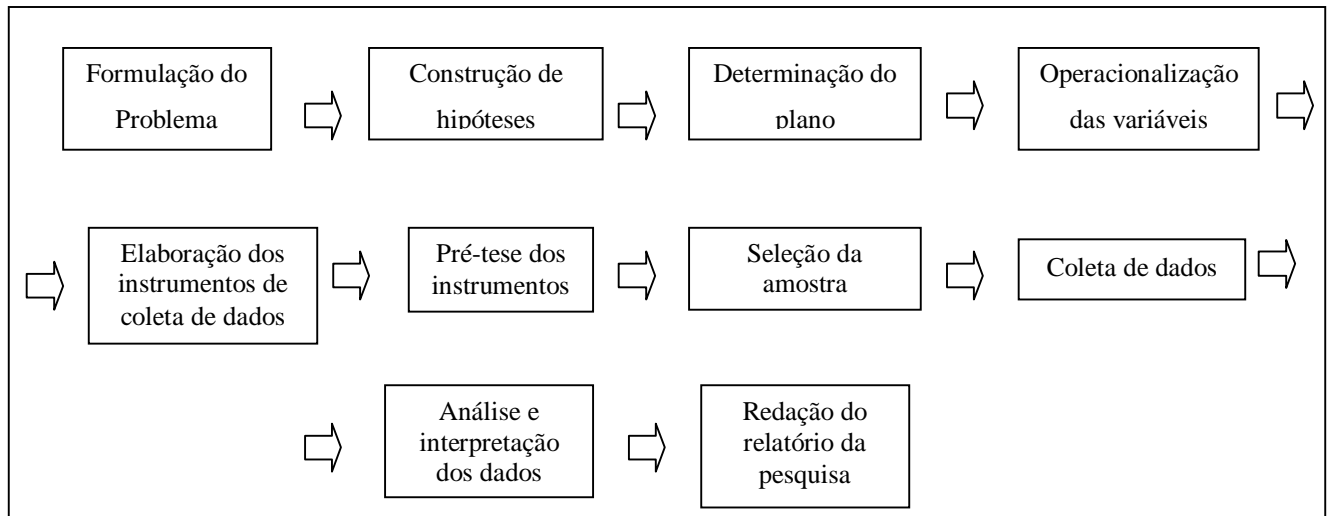 Formulação do
Problema
Construção de
hipóteses
Determinação do
plano
Operacionalização
das variáveis
Elaboração dos
instrumentos de
coleta de dados
Pré-tese dos
instrumentos
Seleção da
amostra
Coleta de dados
Análise e
interpretação
dos dados
Redação do
relatório da
pesquisa